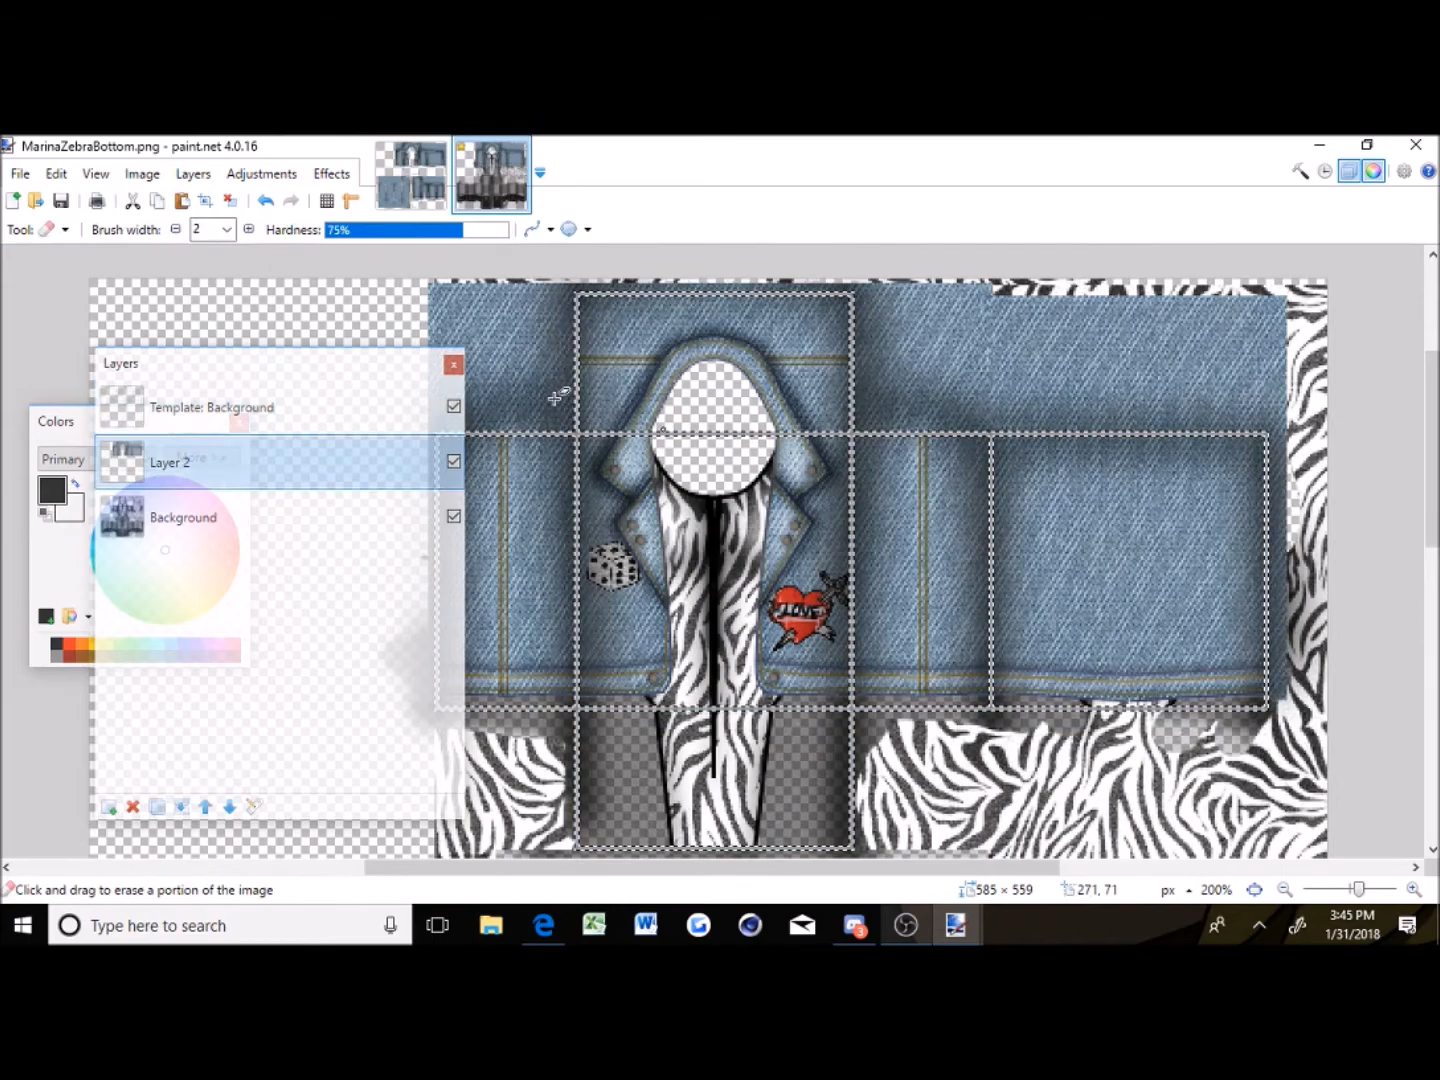 MarinaZebraBottom.png - paint.net 4.0.16
File Edit View Image Layers Adjustments Effects
Tool: Brush width: 2 Hardness: 75%
Layers
Template: Background
Colors
Primary
More >>
Layer 2
Background
LOVE
Click and drag to erase a portion of the image
585 × 559
271, 71
px
200%
Type here to search
3
3:45 PM
1/31/2018